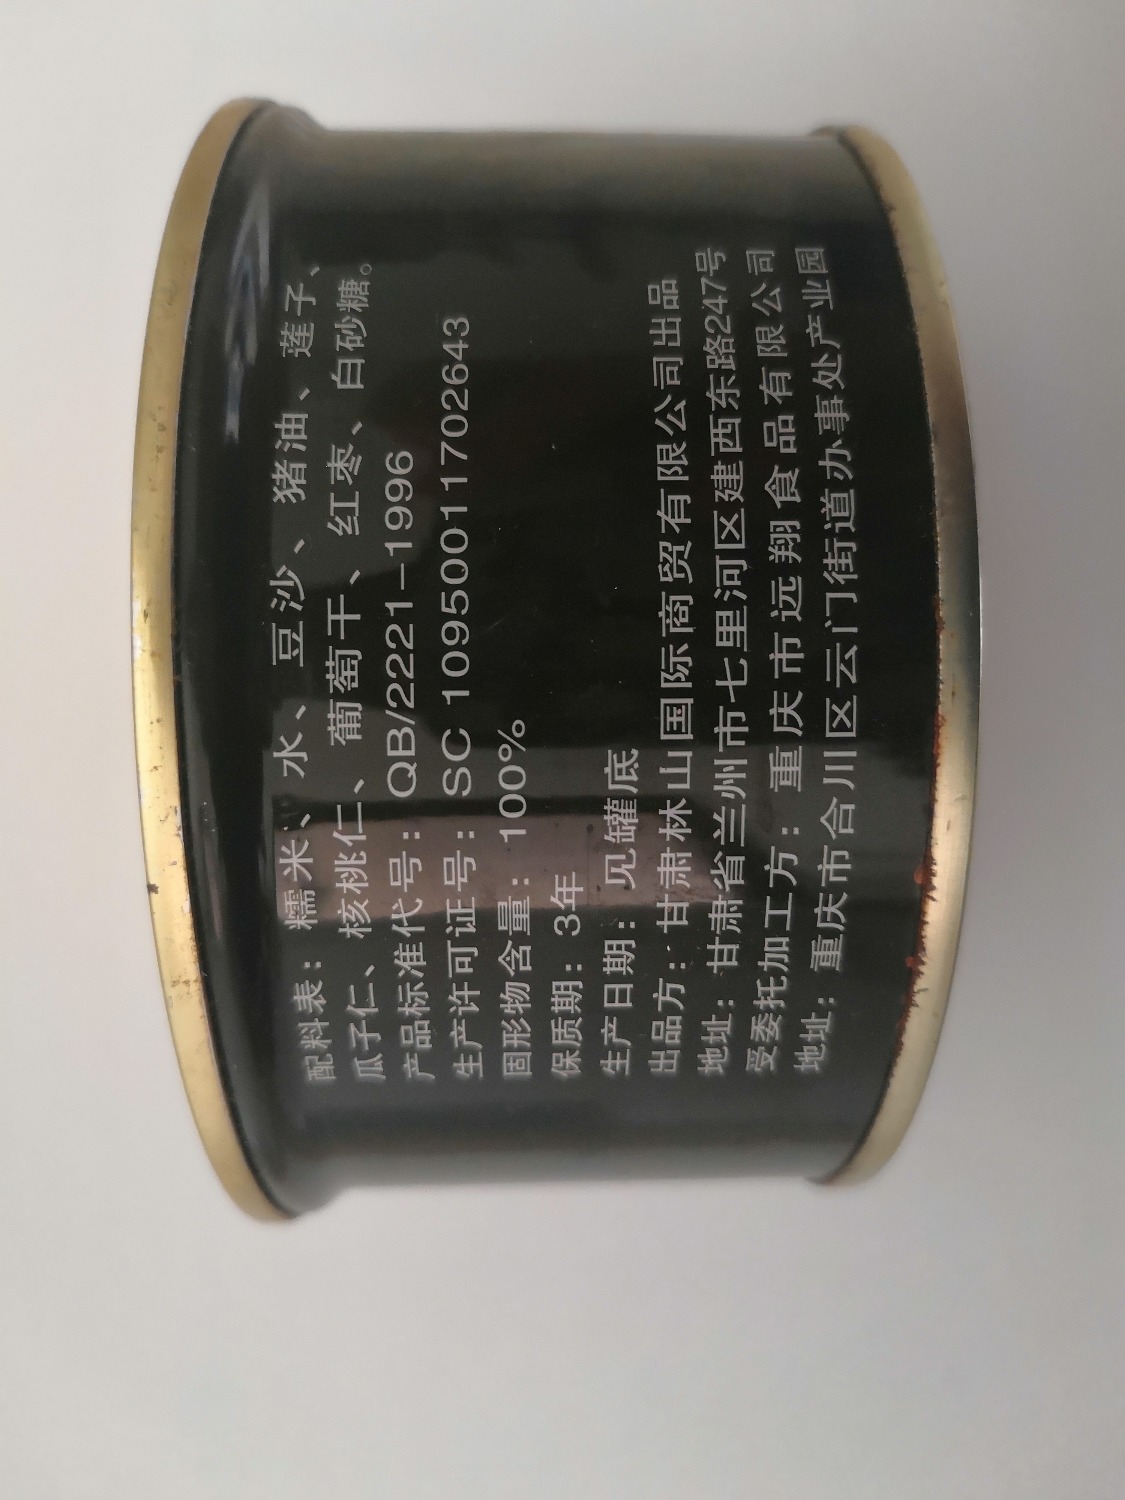 配料表：糯米、水、豆沙、猪油、莲子、
瓜子仁、核桃仁、葡萄干、红枣、白砂糖。
产品标准代号：QB/2221-1996
生产许可证号：SC 10950011702643
固形物含量：100%
保质期：3年
生产日期：见罐底
出品方：甘肃林山国际商贸有限公司出品
地址：甘肃省兰州市七里河区建西东路247号
受委托加工方：重庆市远翔食品有限公司
地址：重庆市合川区云门街道办事处产业园